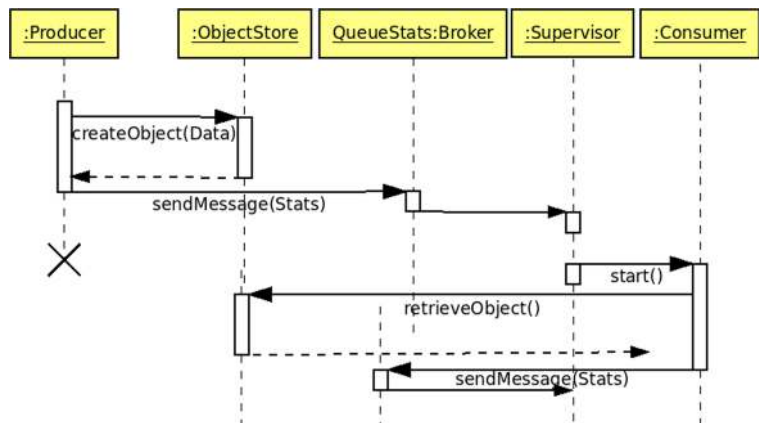 :Producer
:ObjectStore
QueueStats:Broker
:Supervisor
:Consumer
createObject(Data)
sendMessage(Stats)
start()
retrieveObject()
sendMessage(Stats)